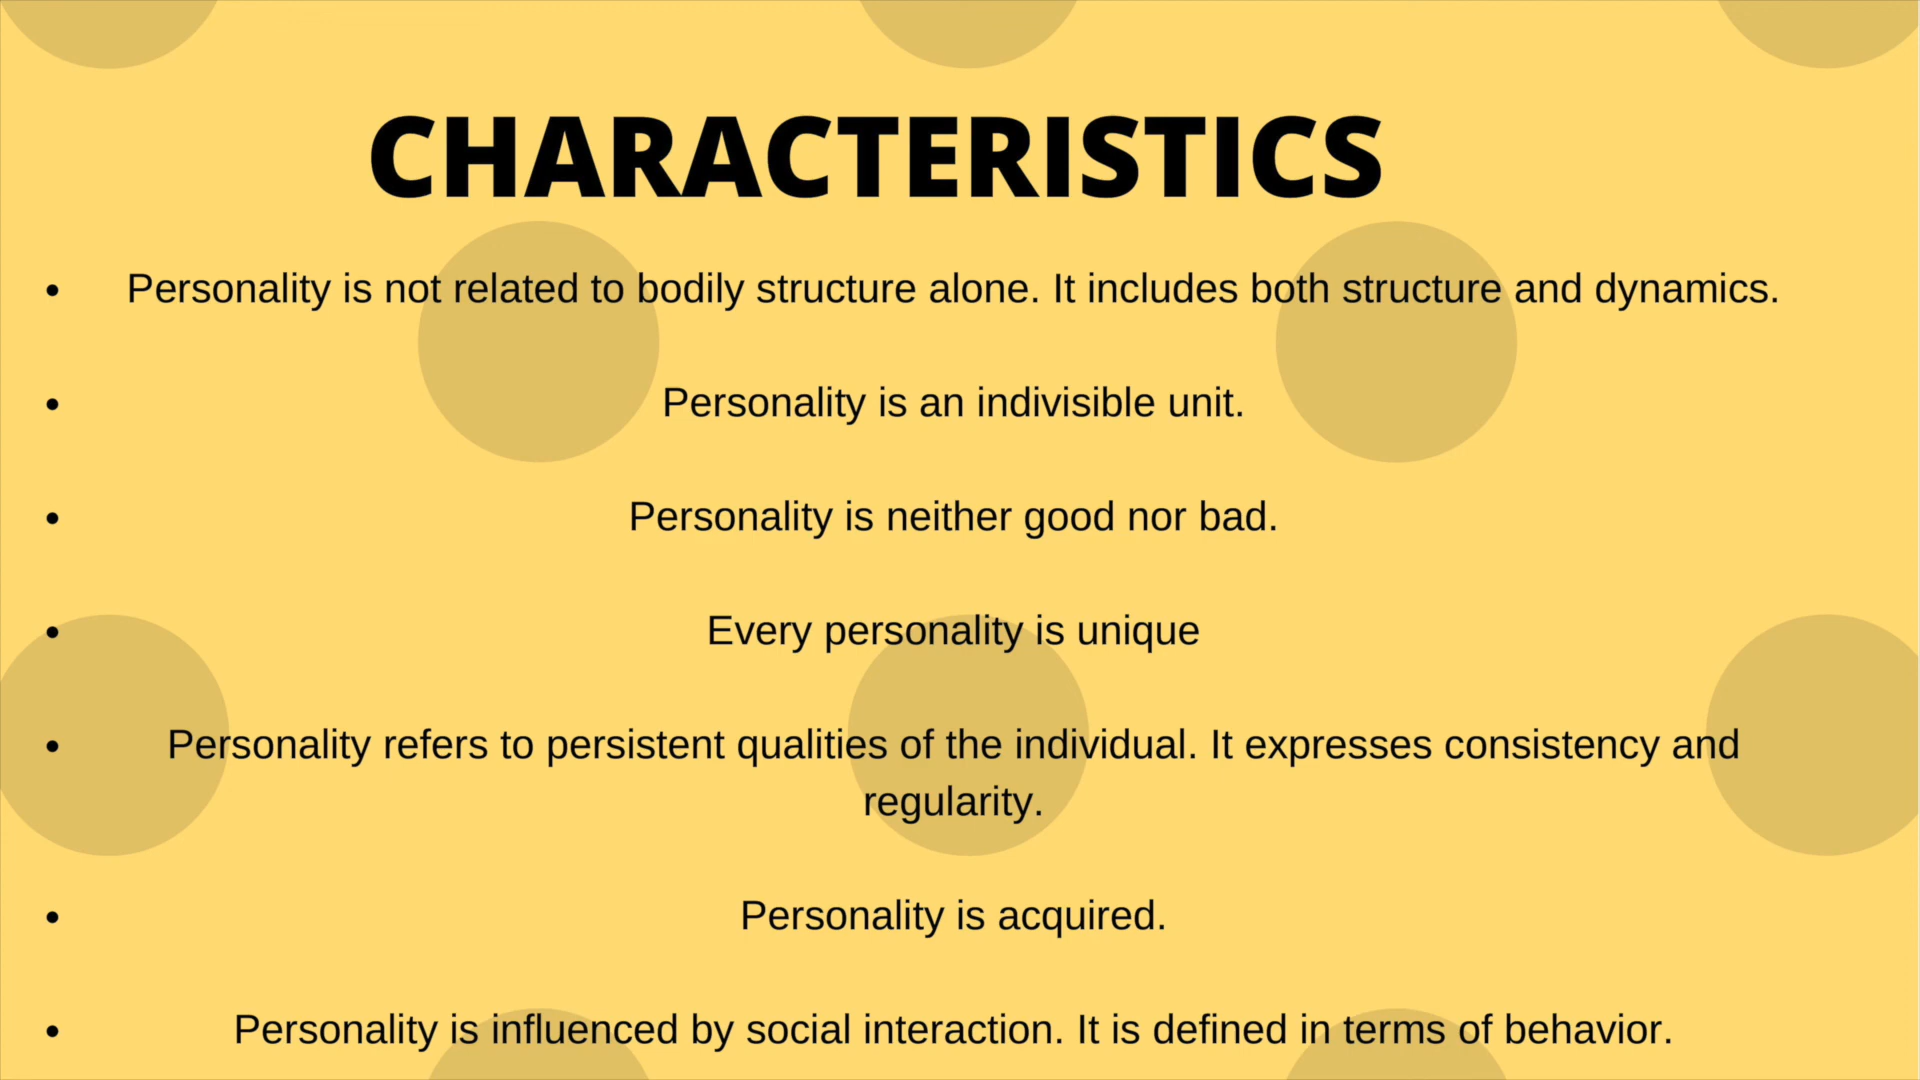 CHARACTERISTICS
• Personality is not related to bodily structure alone. It includes both structure and dynamics.
• Personality is an indivisible unit.
• Personality is neither good nor bad.
• Every personality is unique
• Personality refers to persistent qualities of the individual. It expresses consistency and
regularity.
• Personality is acquired.
• Personality is influenced by social interaction. It is defined in terms of behavior.